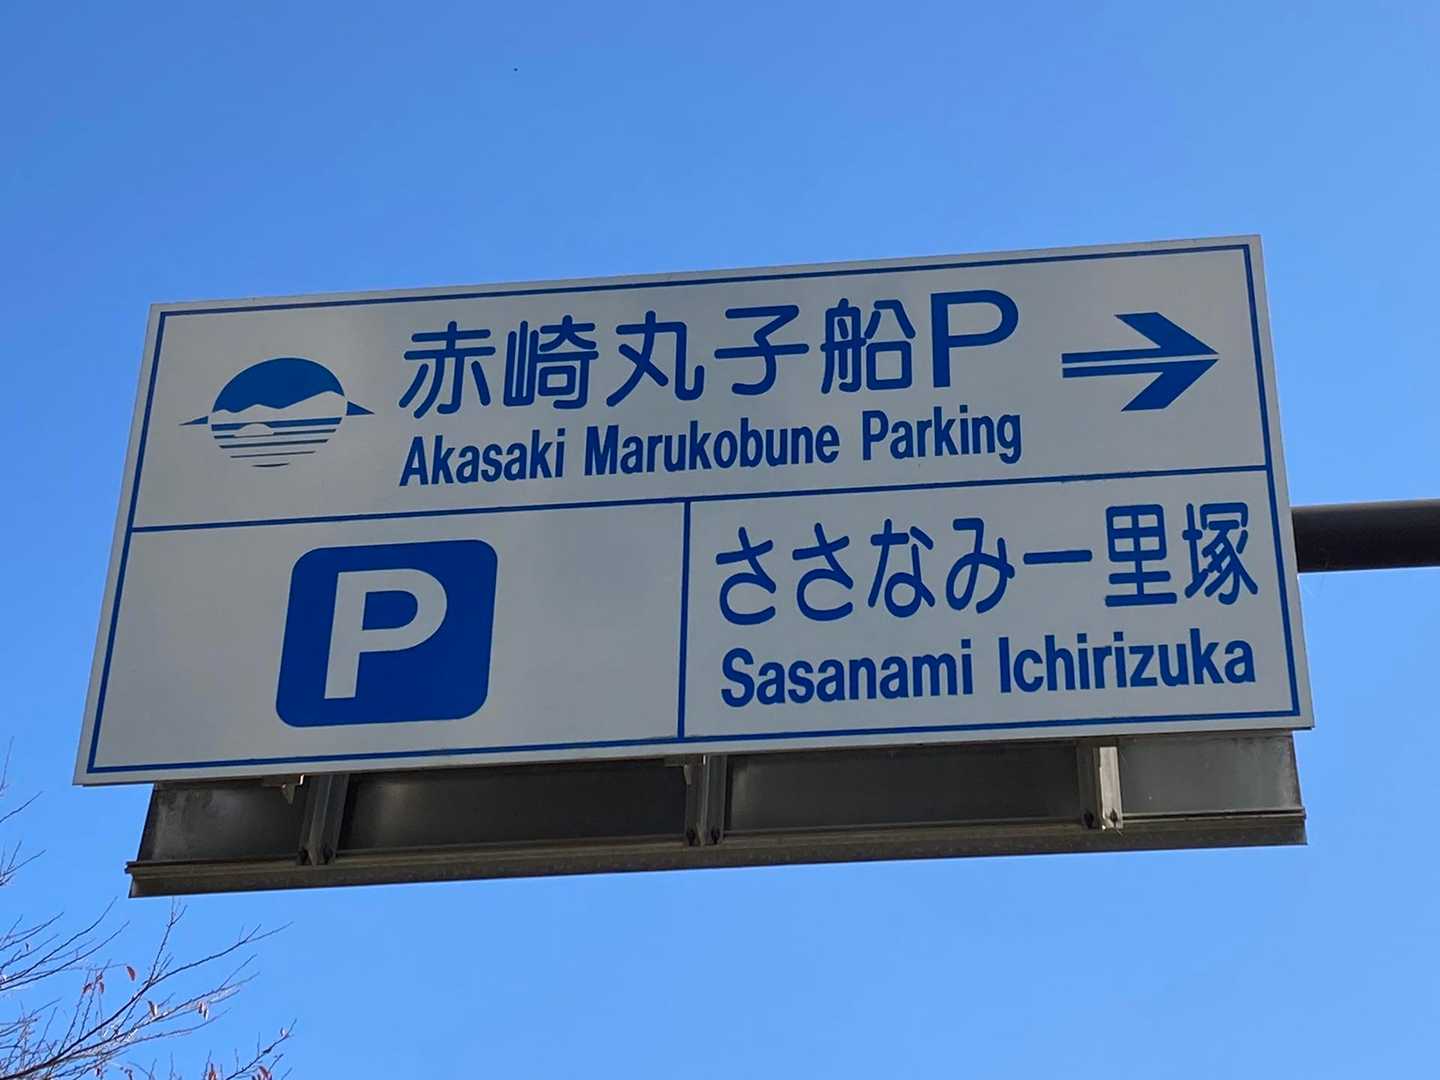 赤崎丸子船P
Akasaki Marukobune Parking
P
ささなみ一里塚
Sasanami Ichirizuka